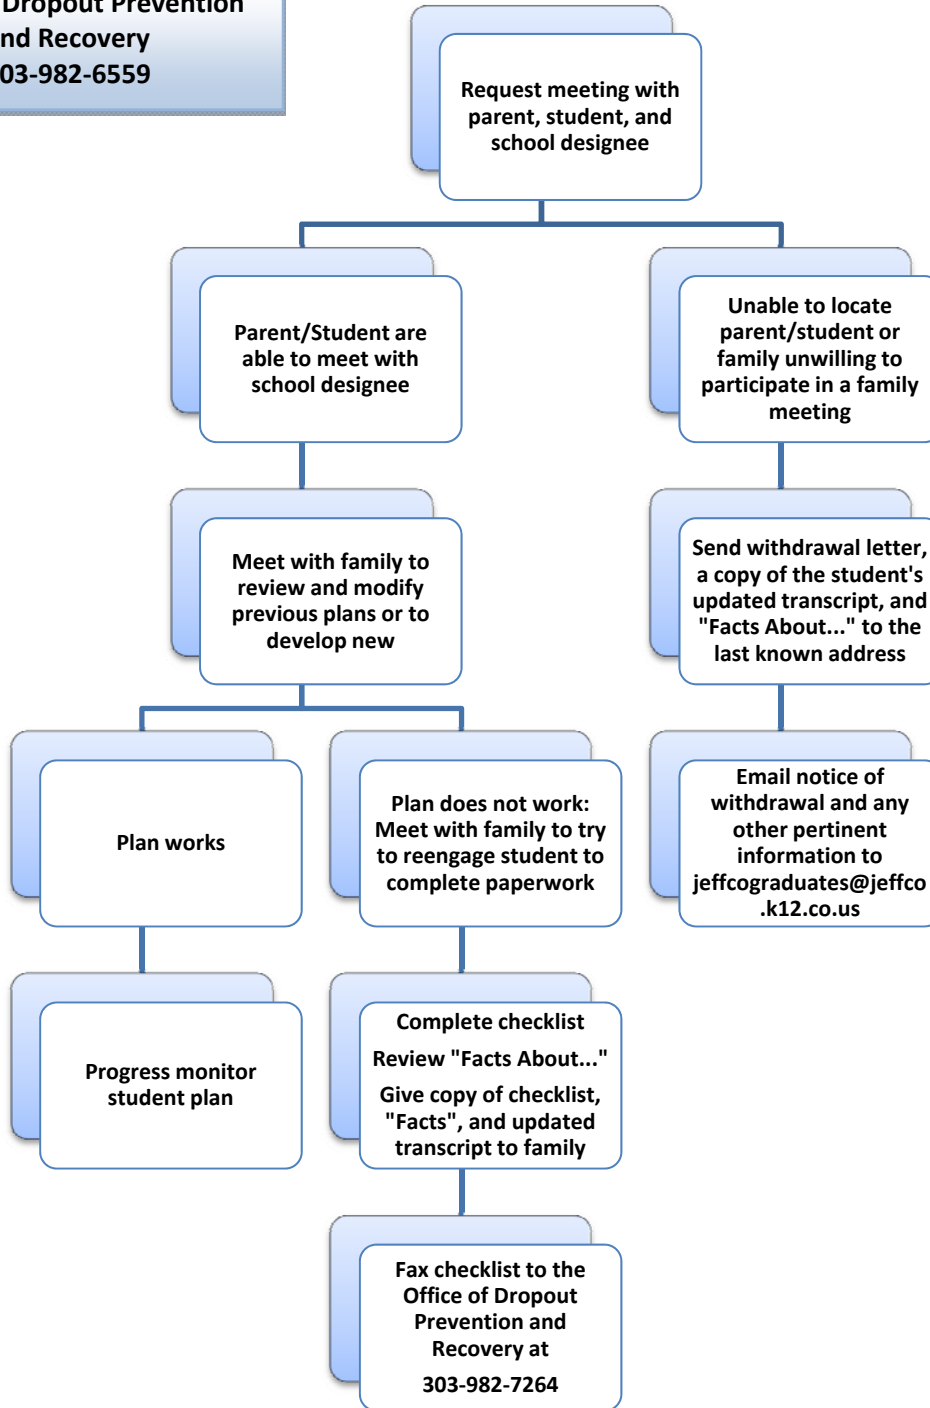 Dropout Prevention
nd Recovery
03-982-6559
Request meeting with
parent, student, and
school designee
Parent/Student are
able to meet with
school designee
Unable to locate
parent/student or
family unwilling to
participate in a family
meeting
Meet with family to
review and modify
previous plans or to
develop new
Send withdrawal letter,
a copy of the student's
updated transcript, and
"Facts About..." to the
last known address
Plan works
Plan does not work:
Meet with family to try
to reengage student to
complete paperwork
Email notice of
withdrawal and any
other pertinent
information to
jeffcograduates@jeffco
.k12.co.us
Progress monitor
student plan
Complete checklist
Review "Facts About..."
Give copy of checklist,
"Facts", and updated
transcript to family
Fax checklist to the
Office of Dropout
Prevention and
Recovery at
303-982-7264